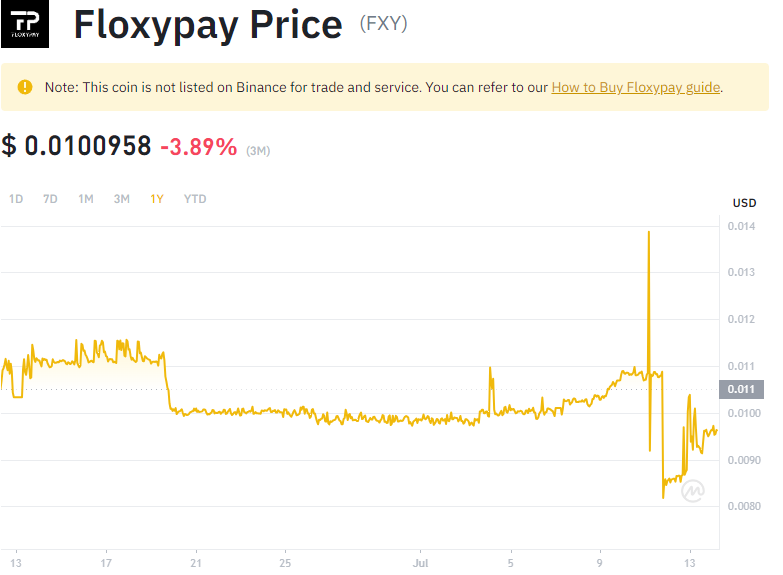 TP
FLOXYPAY
Floxypay Price (FXY)
Note: This coin is not listed on Binance for trade and service. You can refer to our How to Buy Floxypay guide.
$ 0.0100958 -3.89% (3M)
1D 7D 1M 3M 1Y YTD
USD
0.014
0.013
0.012
0.011
0.011
0.0100
0.0090
0.0080
13 17 21 25 Jul 5 9 13